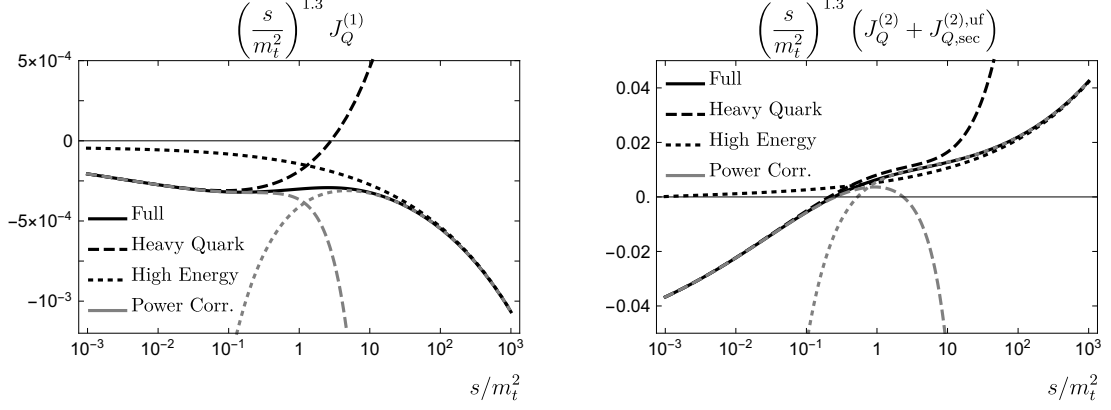 (s/m_t^2)^1.3 J_Q^(1)
5×10^-4
0
-5×10^-4
-10^-3
Full
Heavy Quark
High Energy
Power Corr.
10^-3 10^-2 10^-1 1 10 10^2 10^3
s/m_t^2
(s/m_t^2)^1.3 (J_Q^(2) + J_Q,sec^(2),uf)
0.04
0.02
0.
-0.02
-0.04
Full
Heavy Quark
High Energy
Power Corr.
10^-3 10^-2 10^-1 1 10 10^2 10^3
s/m_t^2